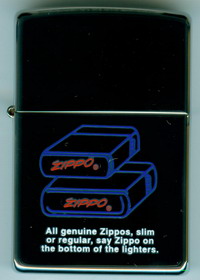 ZIPPO®
ZIPPO®
All genuine Zippos, slim
or regular, say Zippo on
the bottom of the lighters.